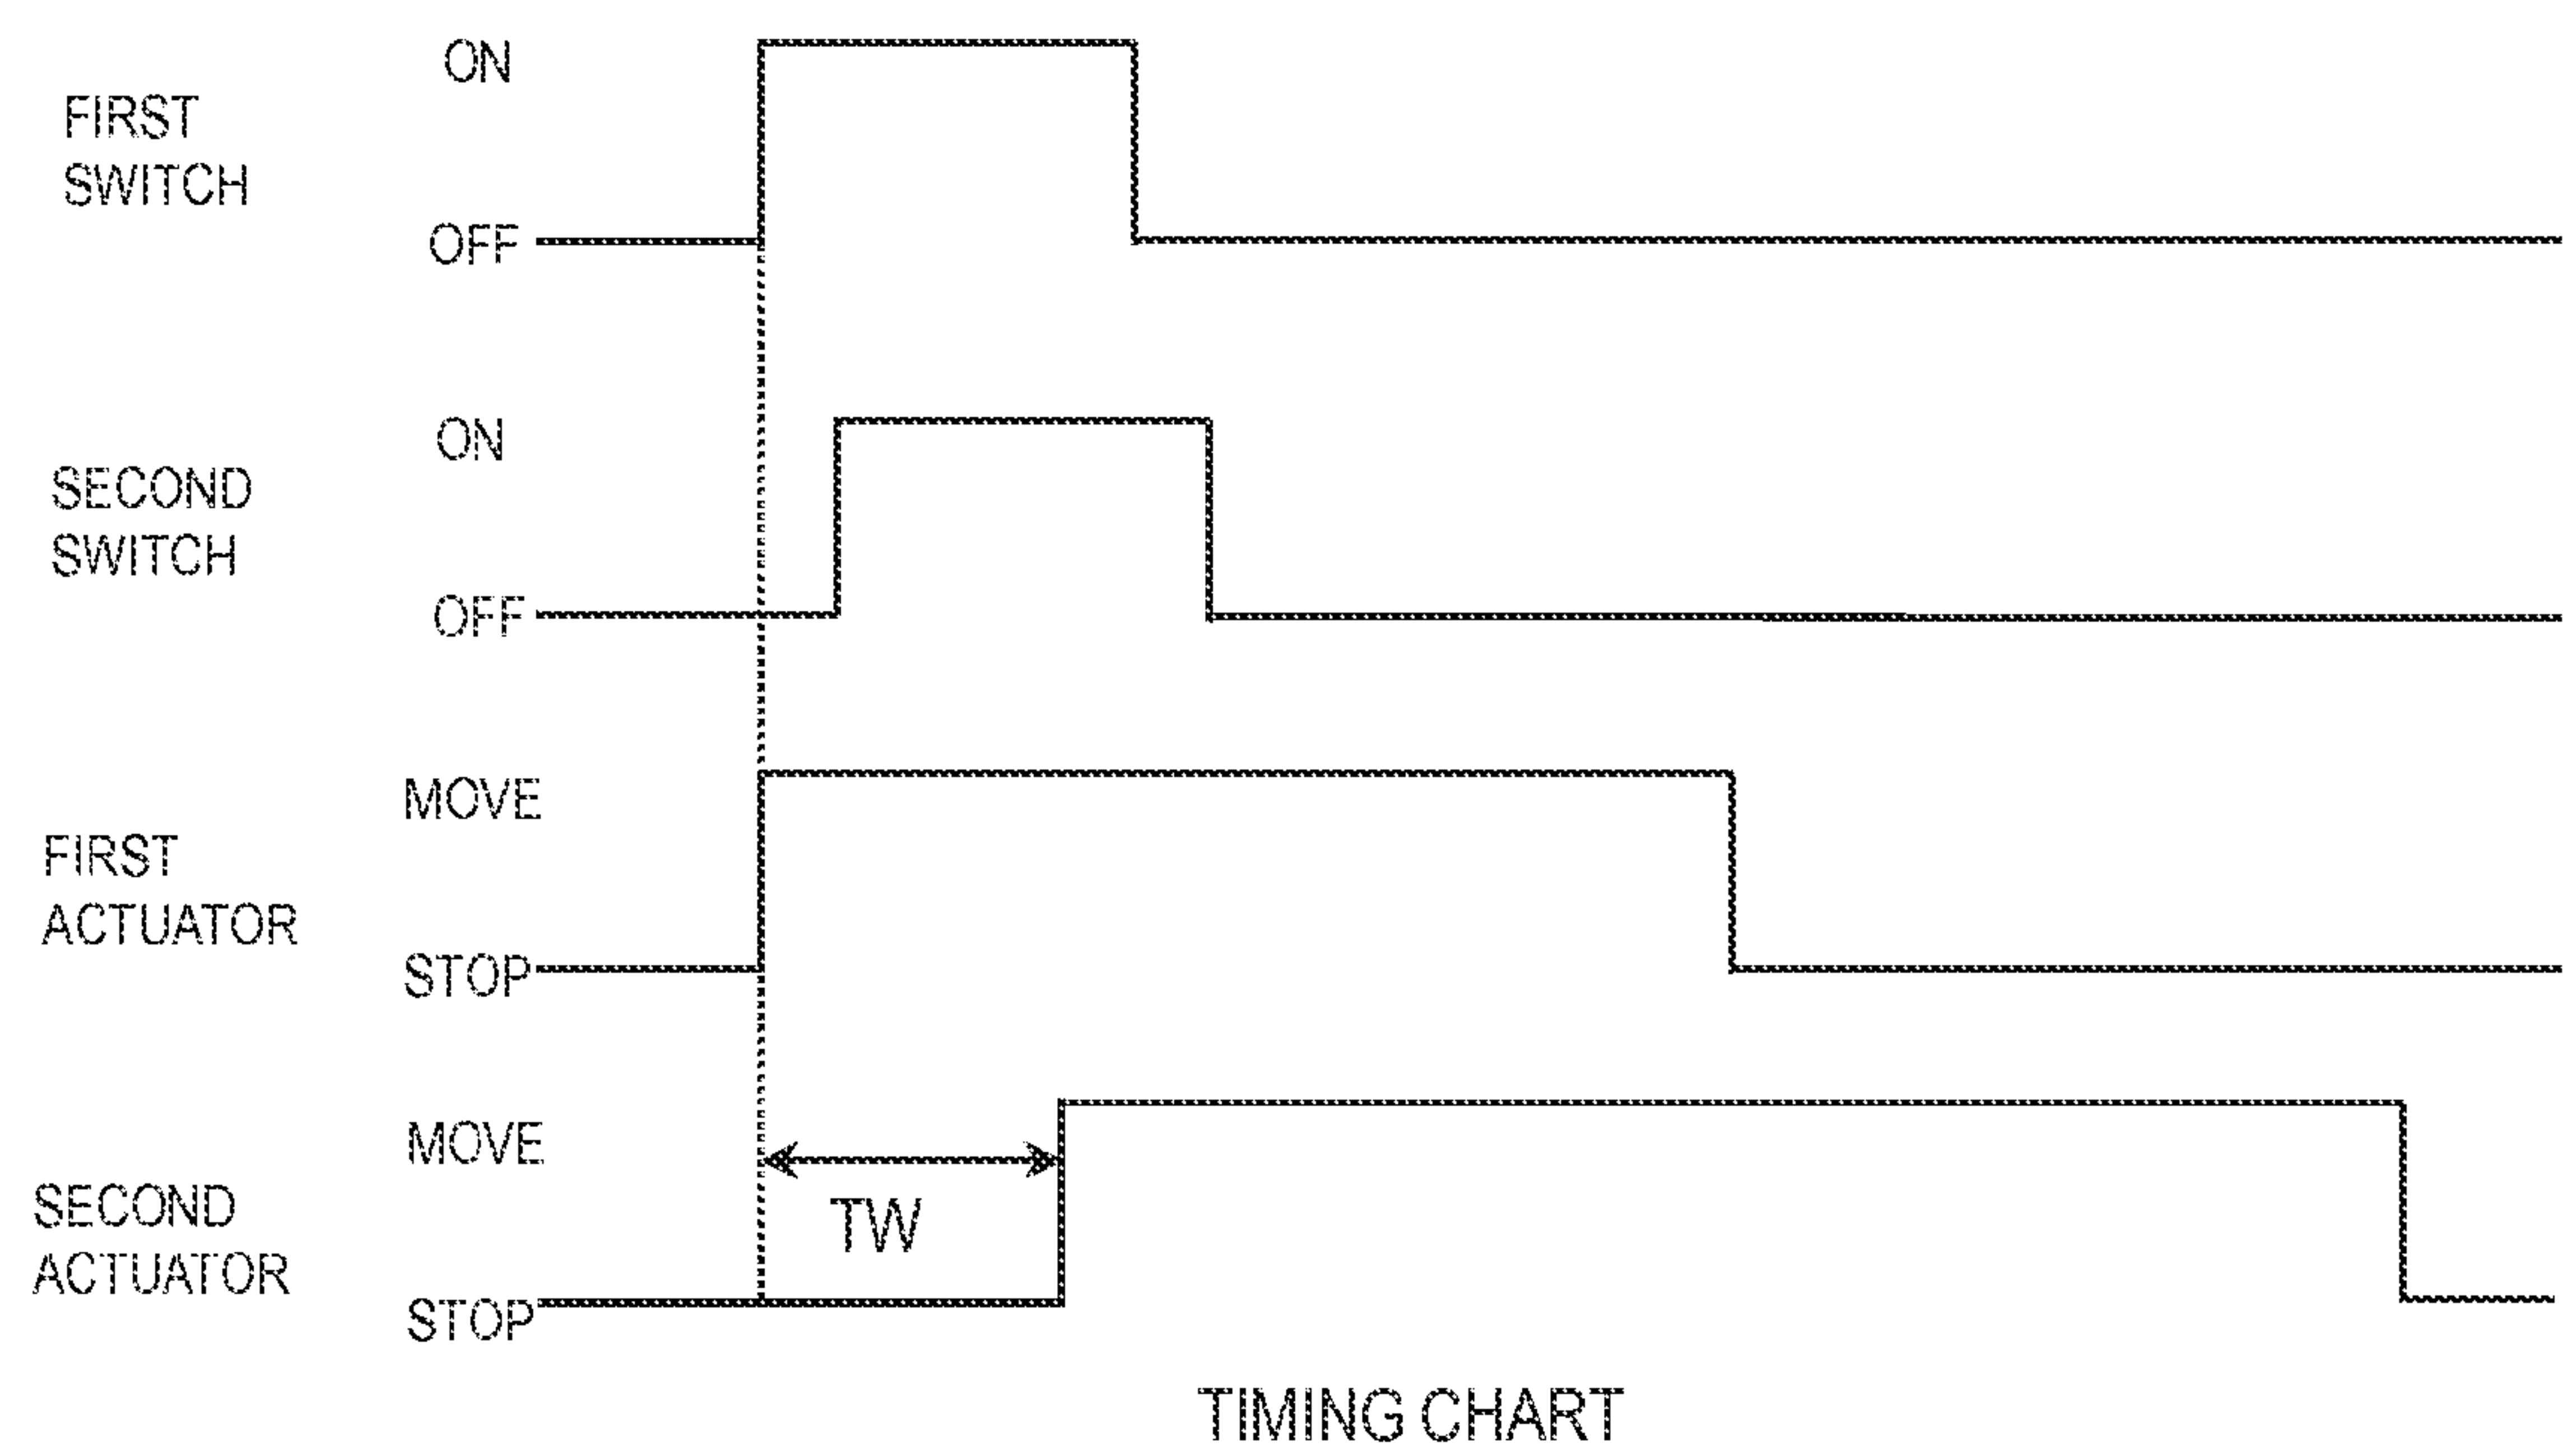 ON
FIRST
SWITCH
OFF
ON
SECOND
SWITCH
OFF
MOVE
FIRST
ACTUATOR
STOP
MOVE
TW
SECOND
ACTUATOR
STOP
TIMING CHART